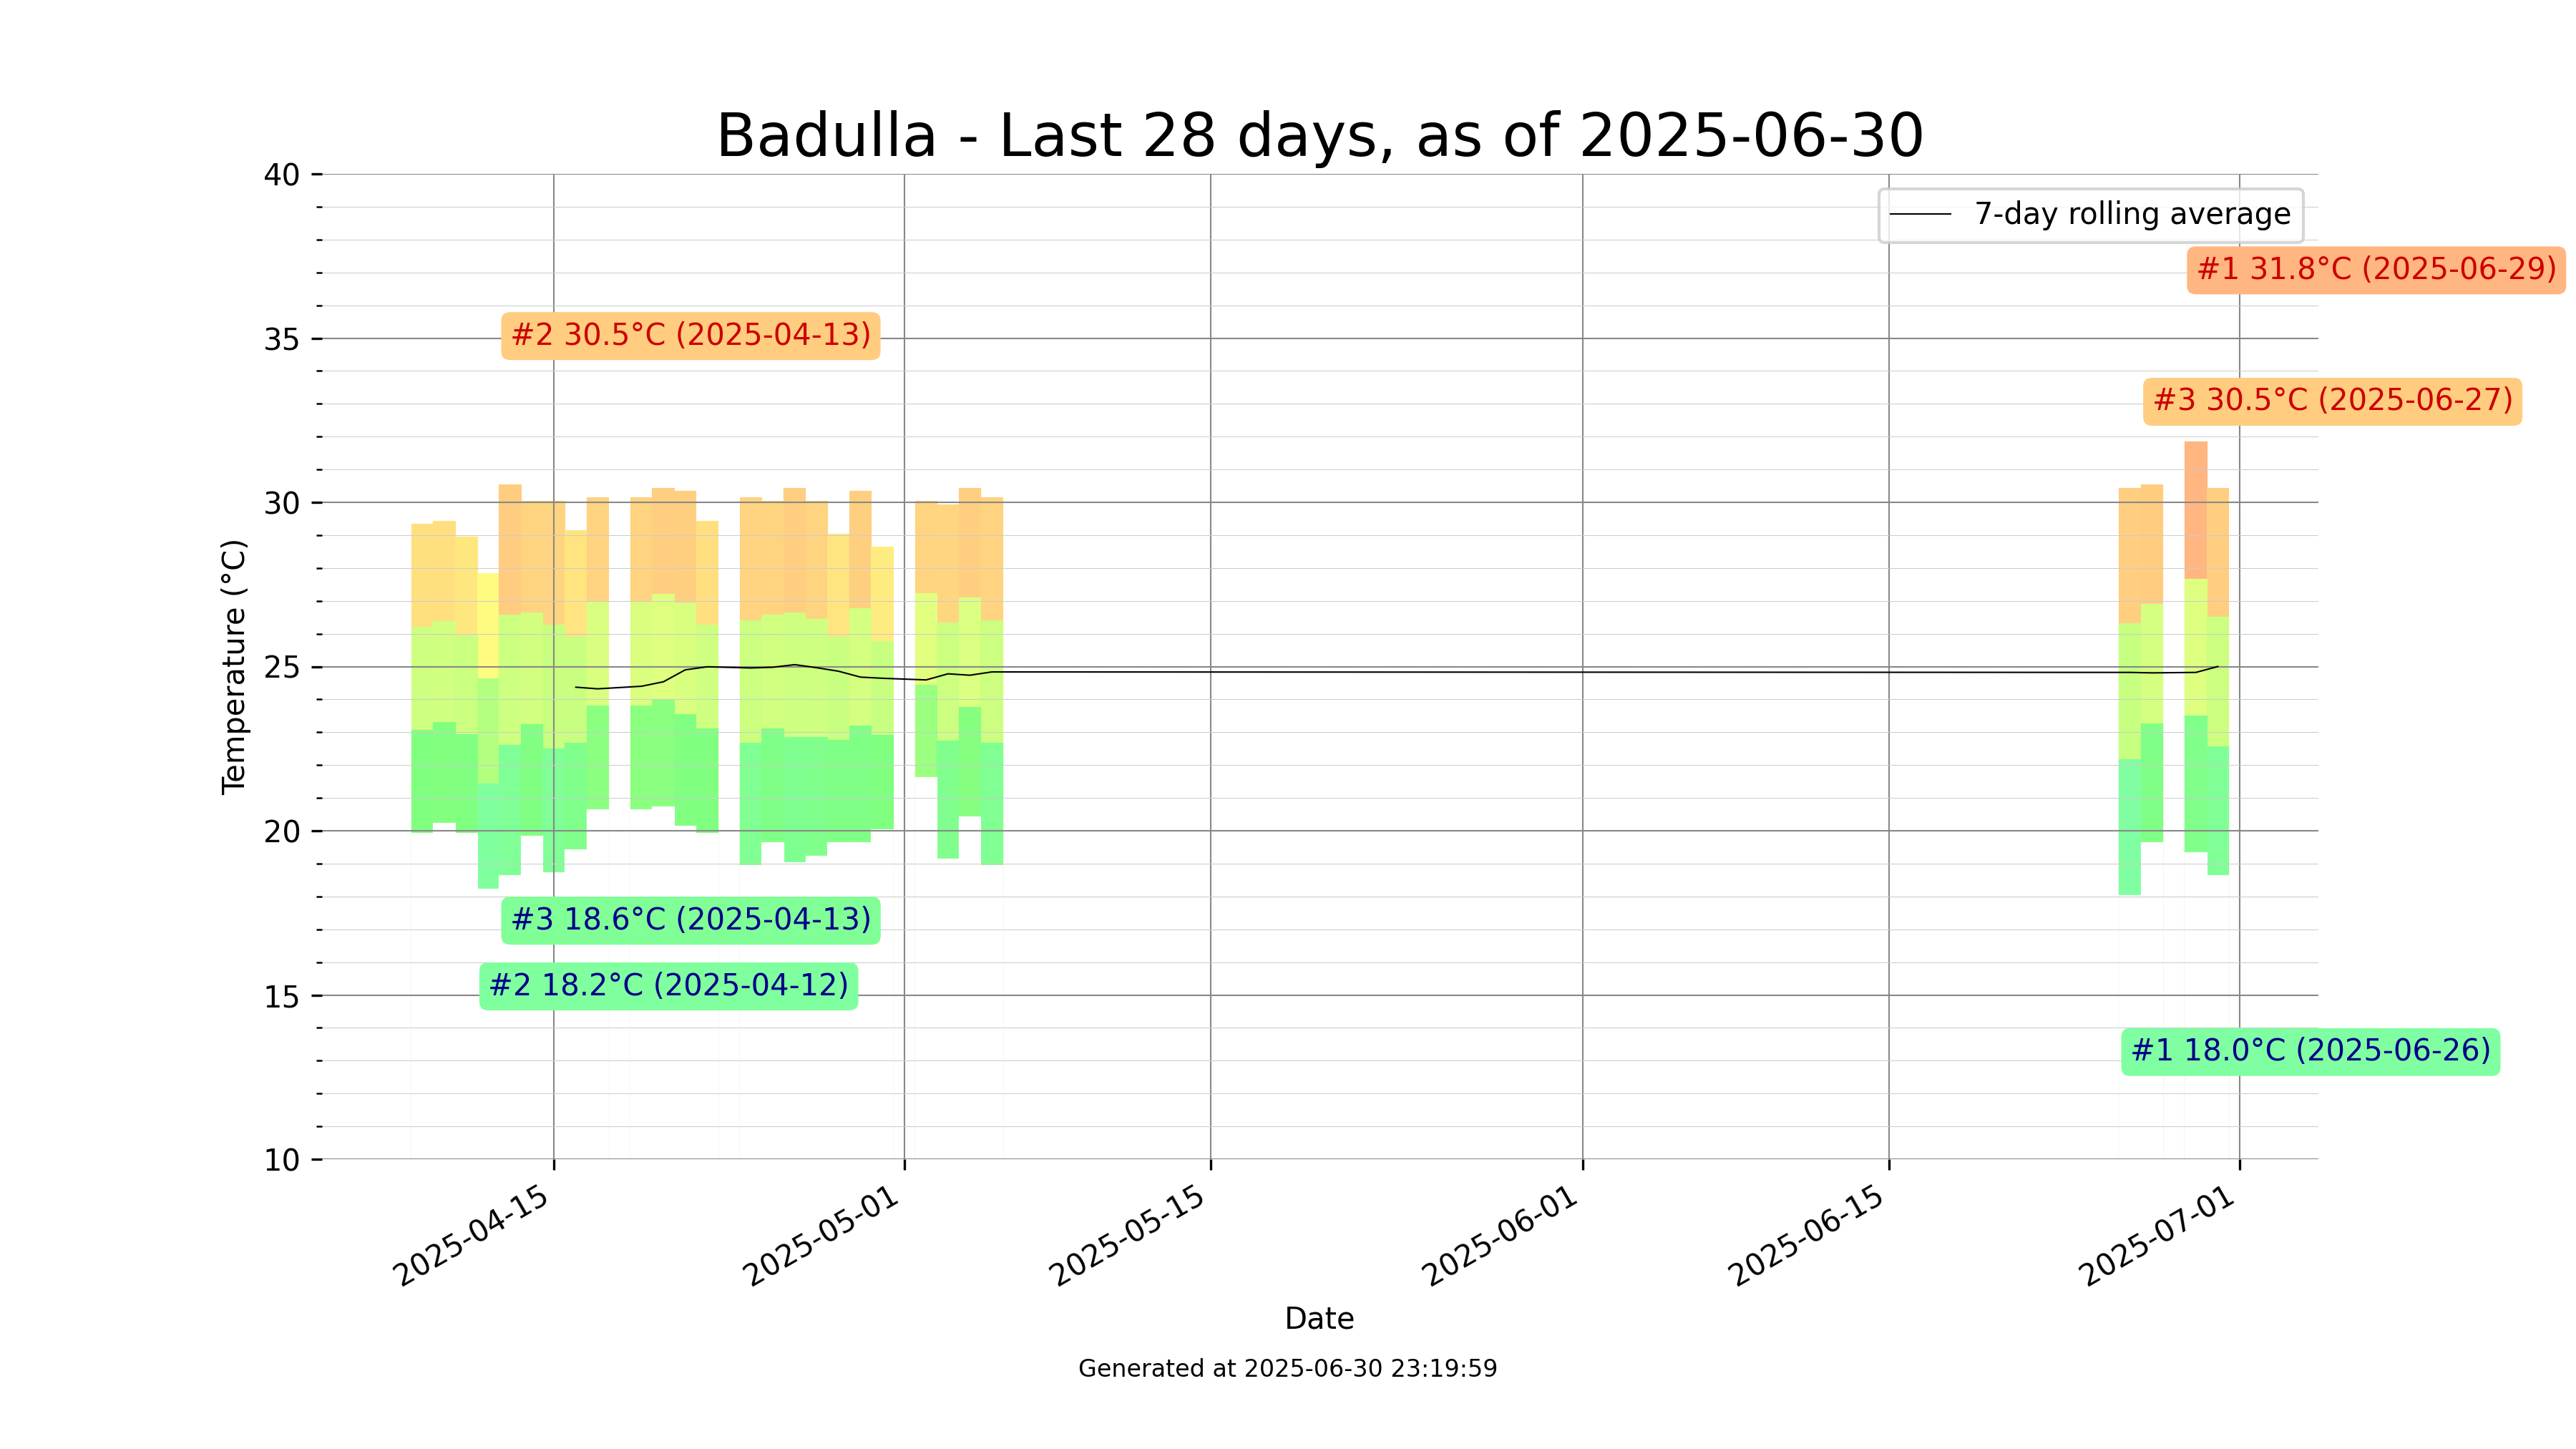 Badulla - Last 28 days, as of 2025-06-30
40
7-day rolling average
#1 31.8°C (2025-06-29)
35
#2 30.5°C (2025-04-13)
#3 30.5°C (2025-06-27)
30
25
Temperature (°C)
20
#3 18.6°C (2025-04-13)
#2 18.2°C (2025-04-12)
15
#1 18.0°C (2025-06-26)
10
2025-04-15
2025-05-01
2025-05-15
2025-06-01
2025-06-15
2025-07-01
Date
Generated at 2025-06-30 23:19:59